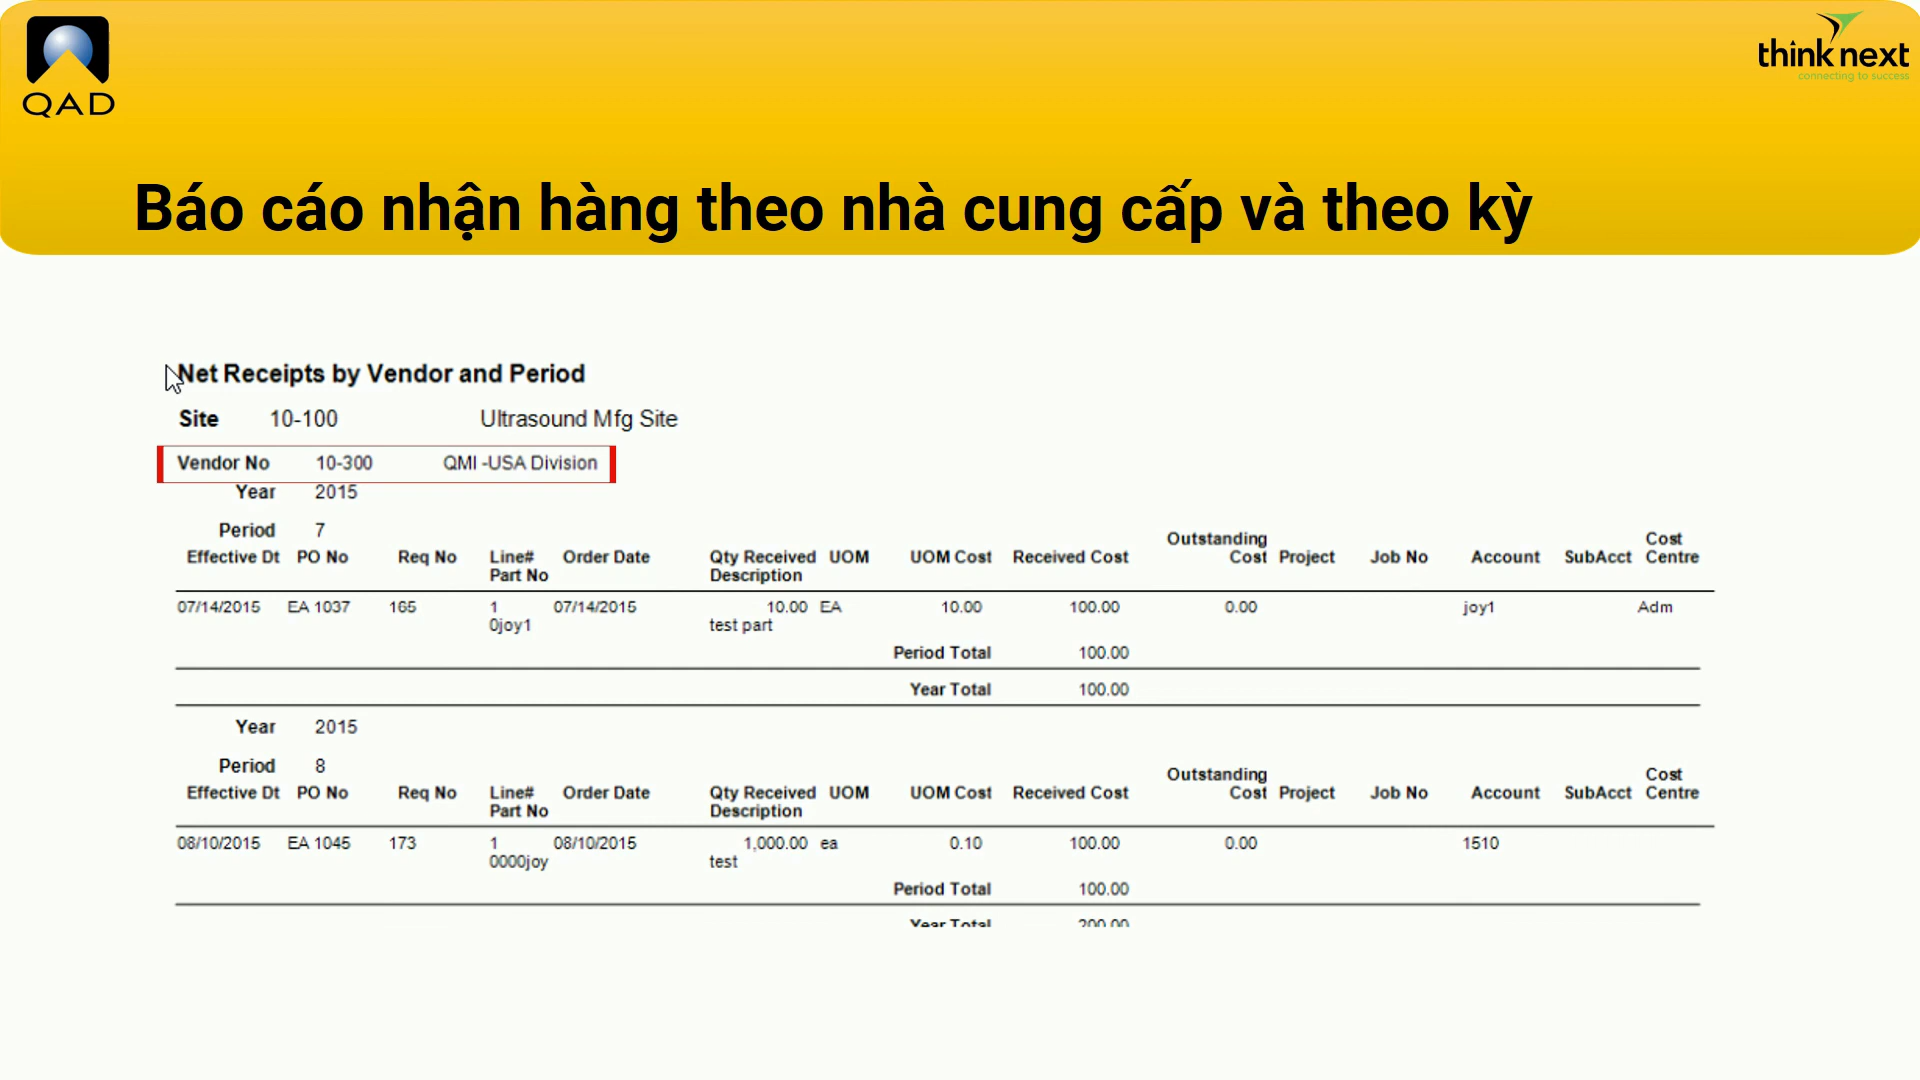 QAD
think next
connecting to success
Báo cáo nhận hàng theo nhà cung cấp và theo kỳ
Net Receipts by Vendor and Period
Site 10-100 Ultrasound Mfg Site
Vendor No 10-300 QMI -USA Division
Year 2015
Period 7
Effective Dt PO No Req No Line# Part No Order Date Qty Received Description UOM UOM Cost Received Cost Outstanding Cost Project Job No Account SubAcct Cost Centre
07/14/2015 EA 1037 165 1 07/14/2015 10.00 EA 10.00 100.00 0.00 joy1 Adm
0joy1 test part
Period Total 100.00
Year Total 100.00
Year 2015
Period 8
Effective Dt PO No Req No Line# Part No Order Date Qty Received Description UOM UOM Cost Received Cost Outstanding Cost Project Job No Account SubAcct Cost Centre
08/10/2015 EA 1045 173 1 08/10/2015 1,000.00 ea 0.10 100.00 0.00 1510
0000joy test
Period Total 100.00
Year Total 200.00